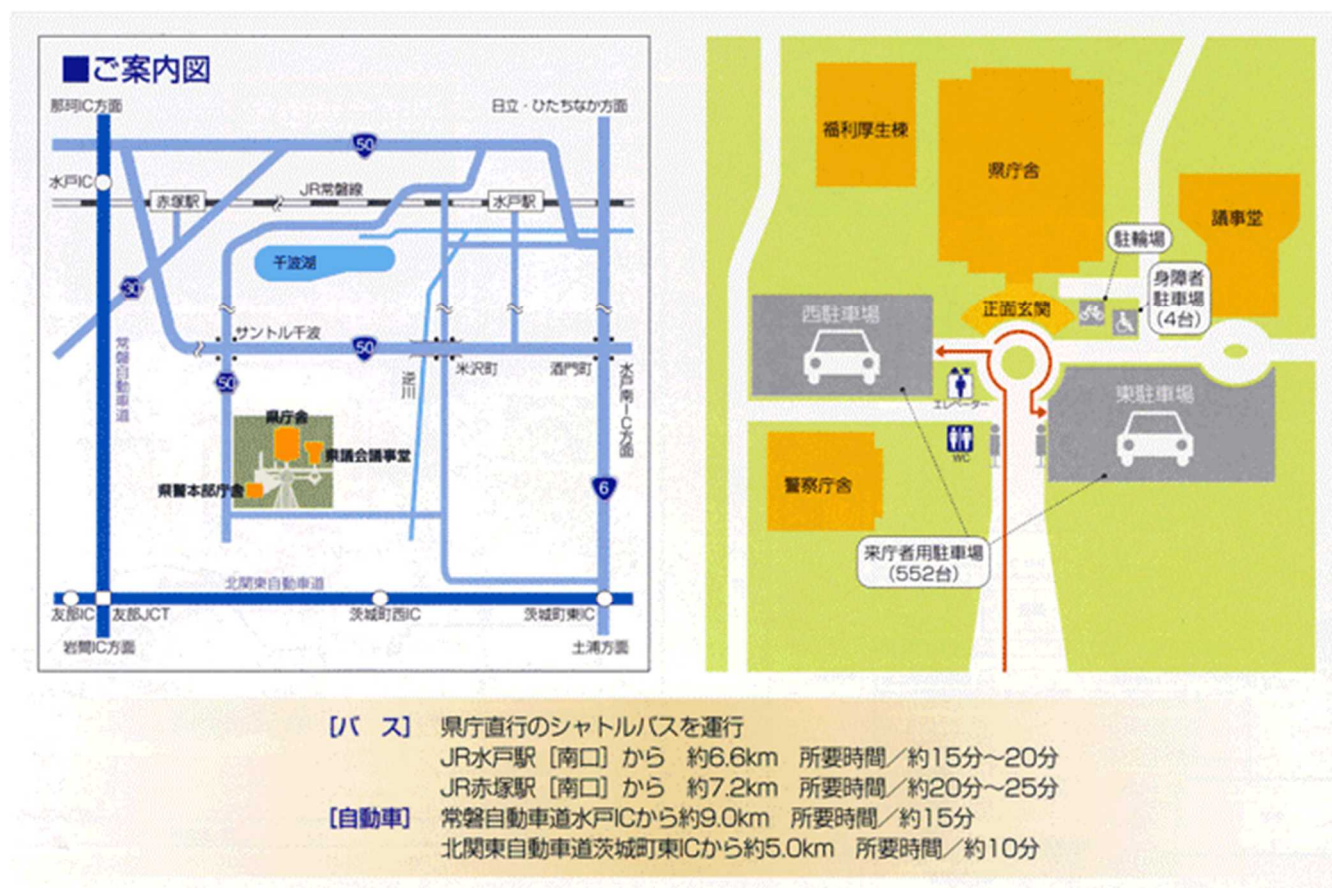 ■ご案内図
那珂IC方面
日立・ひたちなか方面
50
水戸IC
赤塚駅
JR常磐線
水戸駅
千波湖
30
サントル千波
50
米沢町
酒門町
常磐自動車道
50
逆川
水戸南IC方面
県庁舎
県議会議事堂
県警本部庁舎
6
北関東自動車道
友部IC
友部JCT
茨城町西IC
茨城町東IC
岩間IC方面
土浦方面
福利厚生棟
県庁舎
議事堂
駐輪場
身障者
駐車場
(4台)
正面玄関
西駐車場
東駐車場
エレベーター
WC
警察庁舎
来庁者用駐車場
(552台)
[バ ス] 県庁直行のシャトルバスを運行
JR水戸駅[南口]から 約6.6km 所要時間/約15分~20分
JR赤塚駅[南口]から 約7.2km 所要時間/約20分~25分
[自動車] 常磐自動車道水戸ICから約9.0km 所要時間/約15分
北関東自動車道茨城町東ICから約5.0km 所要時間/約10分